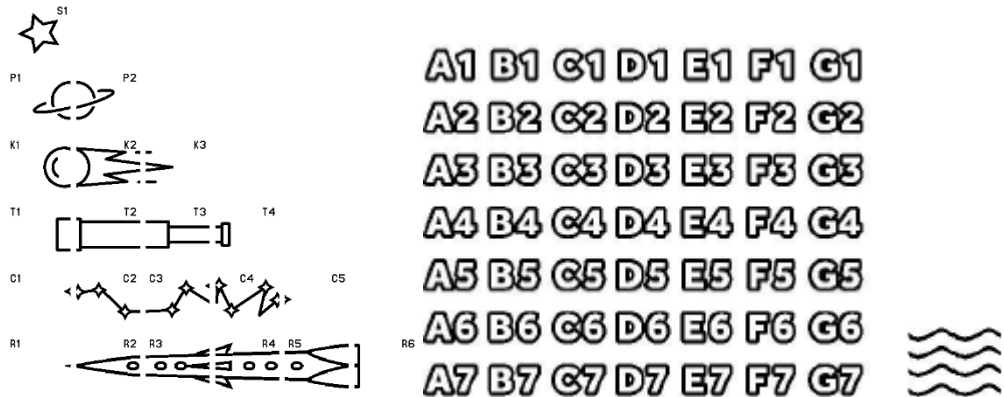 S1
P1 P2
K1 K2 K3
T1 T2 T3 T4
C1 C2 C3 C4 C5
R1 R2 R3 R4 R5 R6
A1 B1 C1 D1 E1 F1 G1
A2 B2 C2 D2 E2 F2 G2
A3 B3 C3 D3 E3 F3 G3
A4 B4 C4 D4 E4 F4 G4
A5 B5 C5 D5 E5 F5 G5
A6 B6 C6 D6 E6 F6 G6
A7 B7 C7 D7 E7 F7 G7